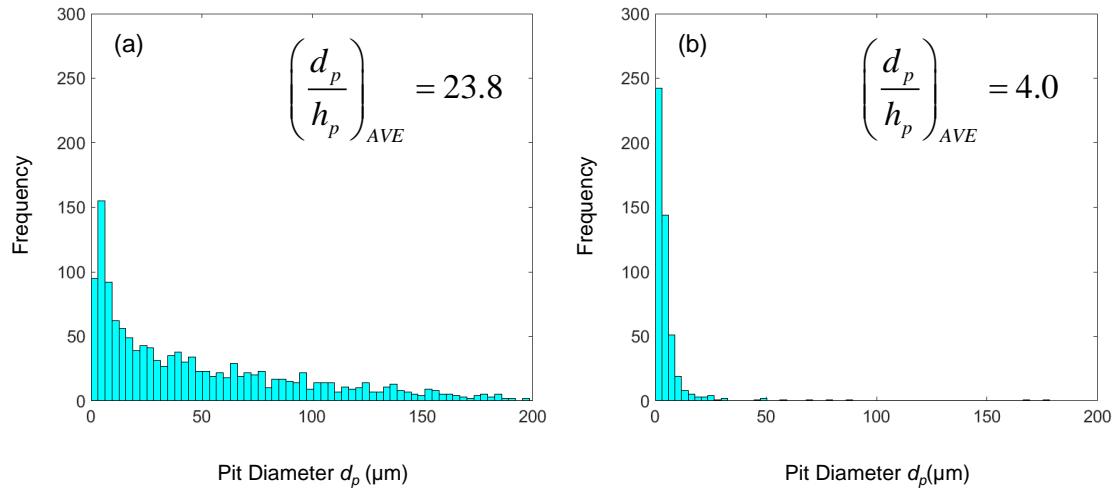 (a)
(d_p / h_p)_AVE = 23.8
300
250
200
150
100
50
0
Frequency
0 50 100 150 200
Pit Diameter d_p (µm)
(b)
(d_p / h_p)_AVE = 4.0
300
250
200
150
100
50
0
Frequency
0 50 100 150 200
Pit Diameter d_p(µm)